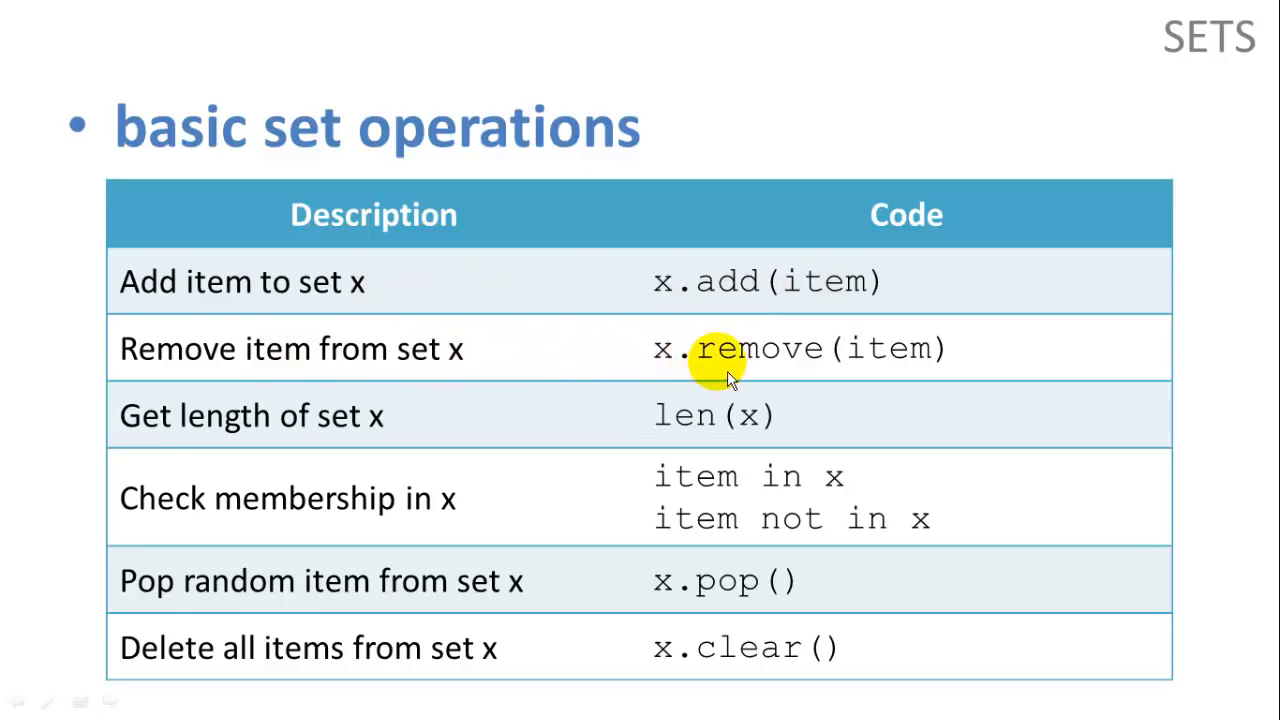 SETS
• basic set operations
Description Code
Add item to set x x.add(item)
Remove item from set x x.remove(item)
Get length of set x len(x)
Check membership in x item in x
item not in x
Pop random item from set x x.pop()
Delete all items from set x x.clear()